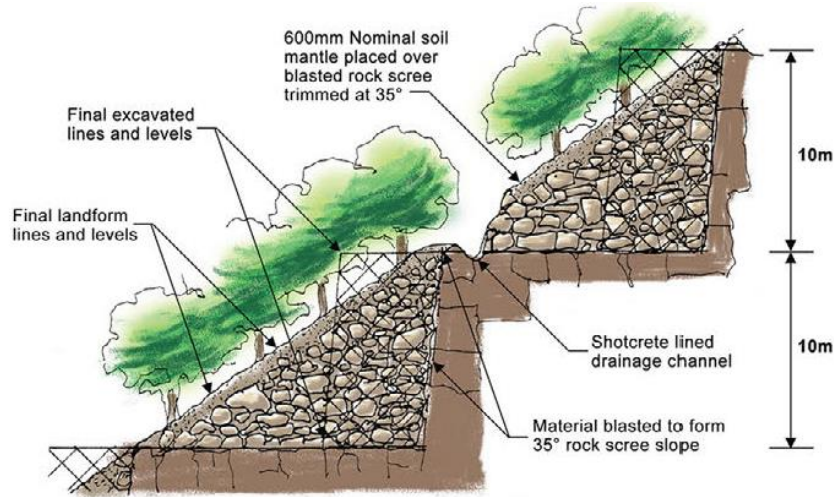 600mm Nominal soil
mantle placed over
blasted rock scree
trimmed at 35°
Final excavated
lines and levels
Final landform
lines and levels
10m
10m
Shotcrete lined
drainage channel
Material blasted to form
35° rock scree slope